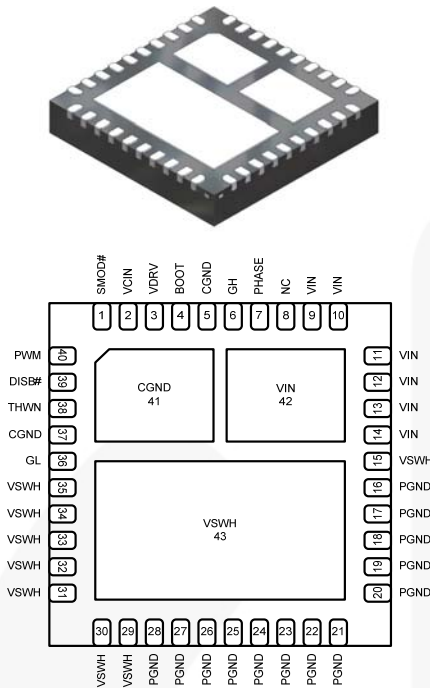 SMOD#
VCIN
VDRV
BOOT
CGND
GH
PHASE
NC
VIN
VIN
1
2
3
4
5
6
7
8
9
10
PWM
40
11
VIN
DISB#
39
12
VIN
THWN
38
13
VIN
CGND
37
14
VIN
GL
36
15
VSWH
VSWH
35
16
PGND
VSWH
34
17
PGND
VSWH
33
18
PGND
VSWH
32
19
PGND
VSWH
31
20
PGND
CGND
41
VIN
42
VSWH
43
30
29
28
27
26
25
24
23
22
21
VSWH
VSWH
PGND
PGND
PGND
PGND
PGND
PGND
PGND
PGND